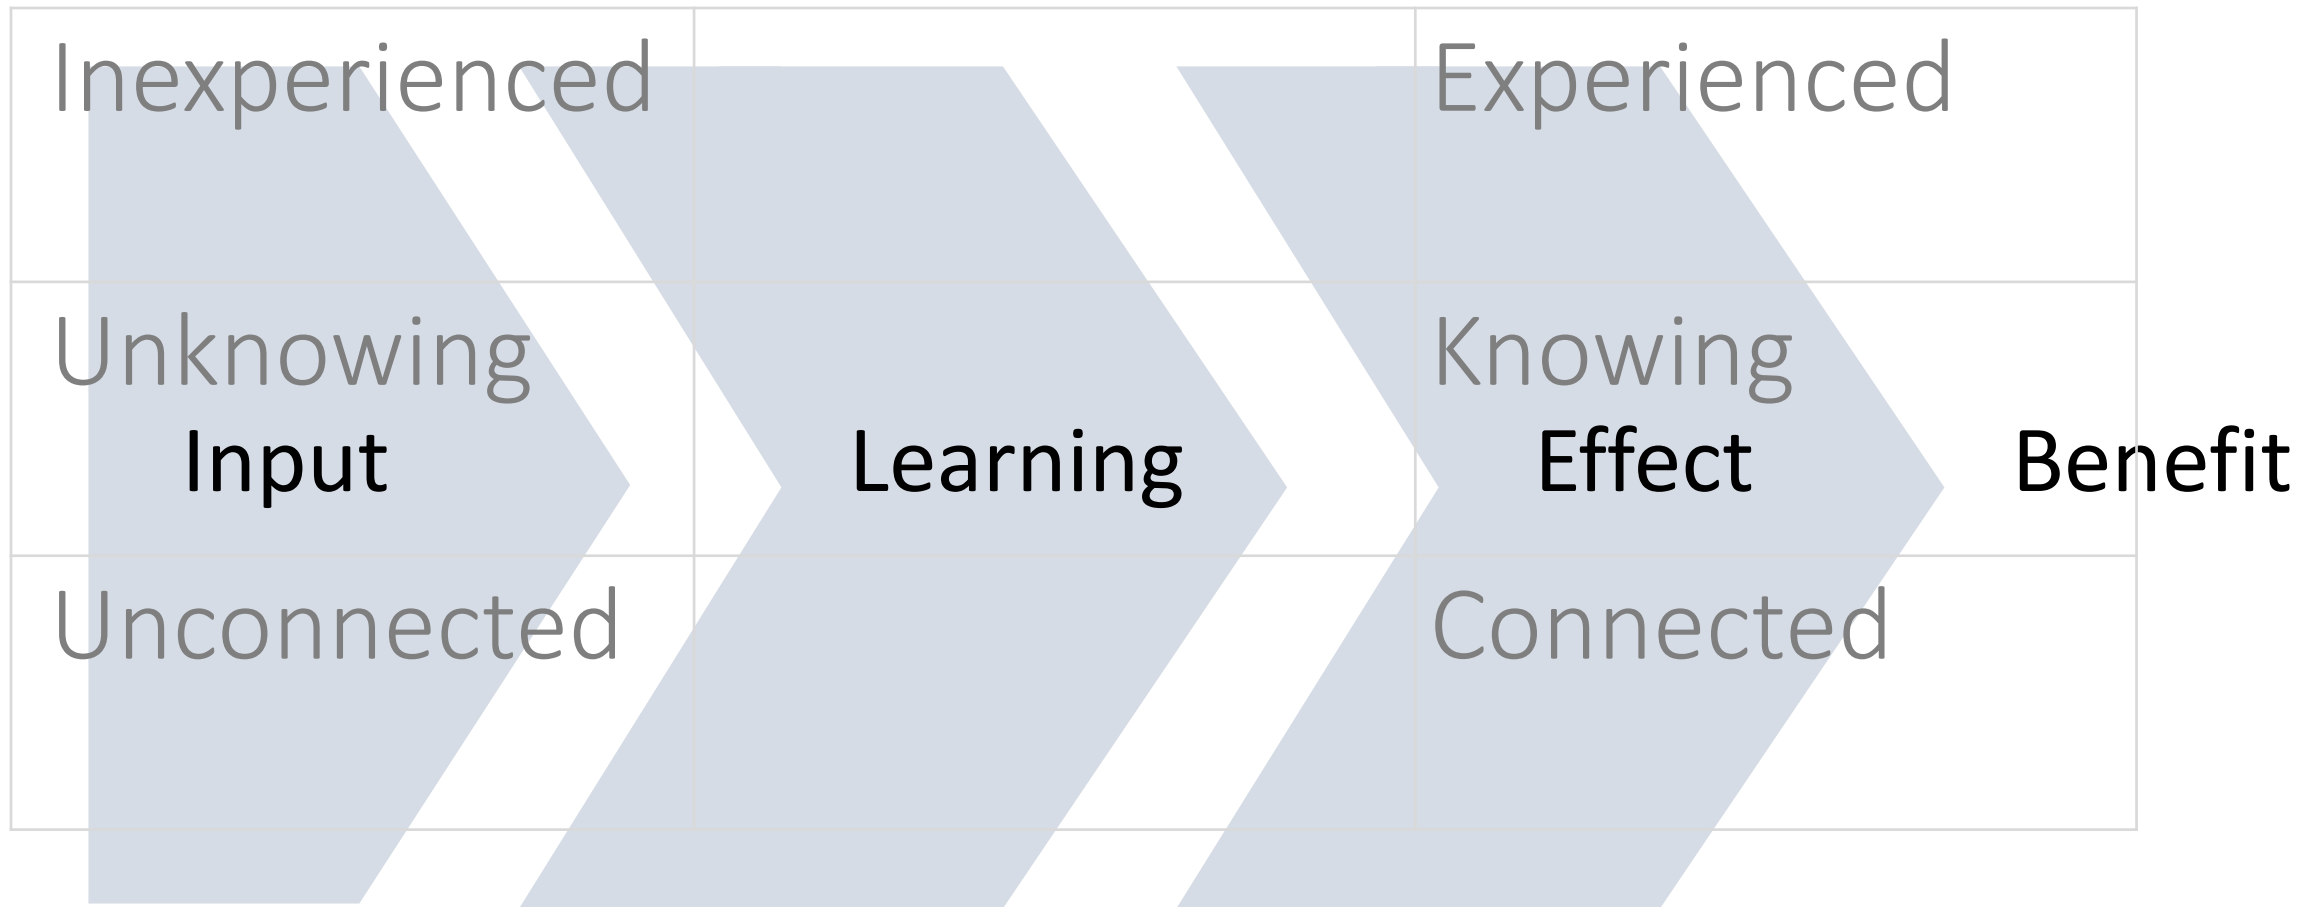 Inexperienced Experienced
Unknowing Knowing
Input Learning Effect Benefit
Unconnected Connected